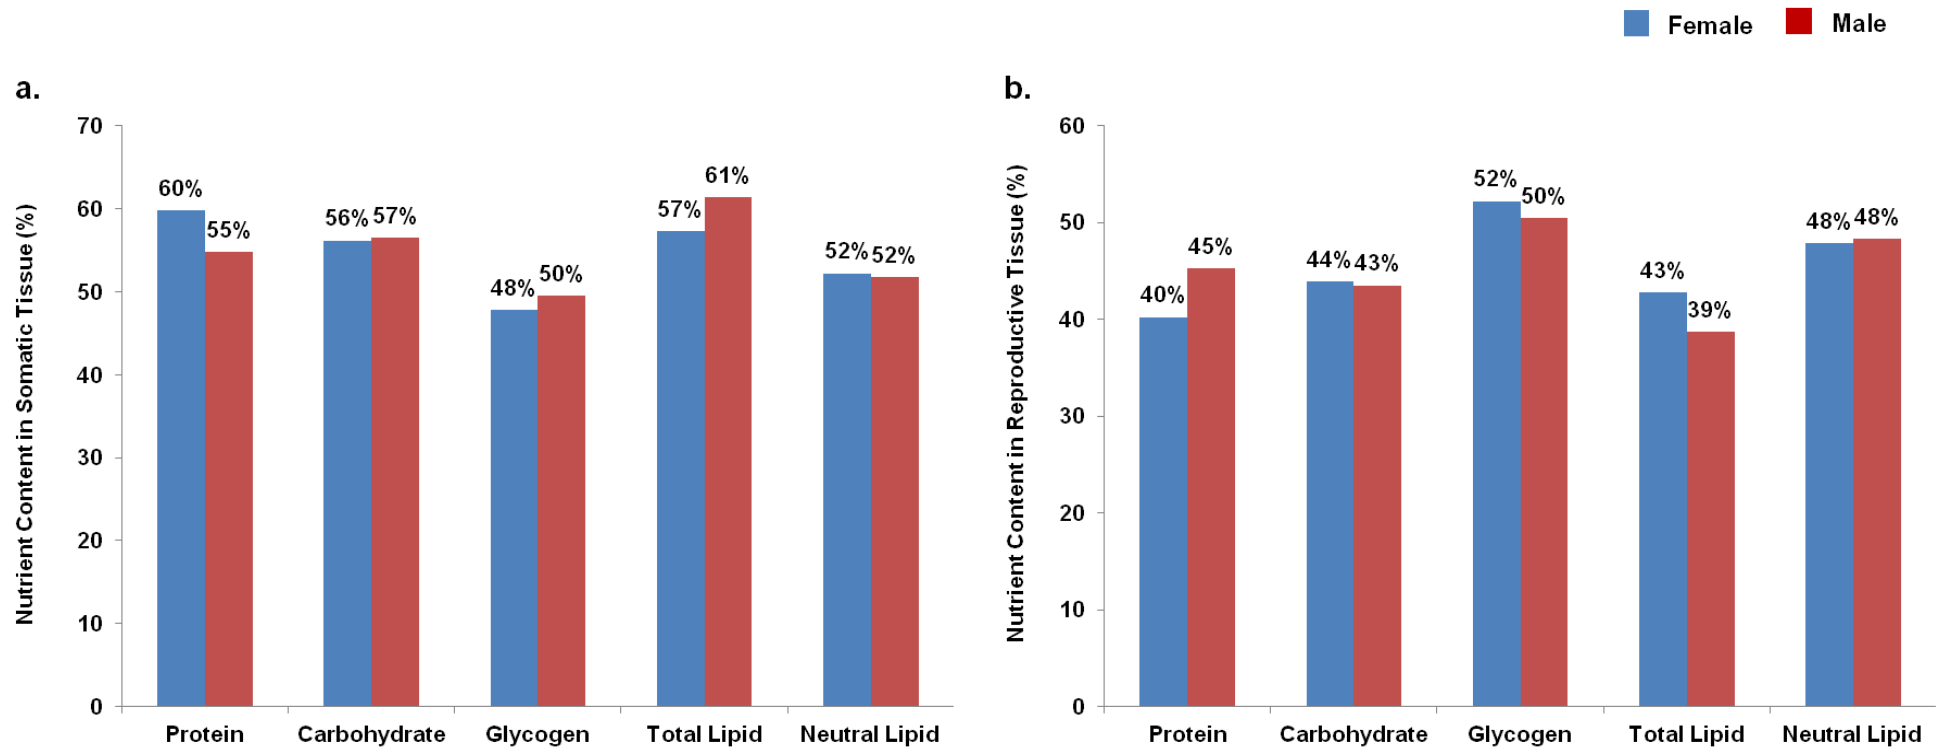 Female Male
a.
Nutrient Content in Somatic Tissue (%)
70
60
50
40
30
20
10
0
60% 55% 56% 57% 48% 50% 57% 61% 52% 52%
Protein Carbohydrate Glycogen Total Lipid Neutral Lipid
b.
Nutrient Content in Reproductive Tissue (%)
60
50
40
30
20
10
0
40% 45% 44% 43% 52% 50% 43% 39% 48% 48%
Protein Carbohydrate Glycogen Total Lipid Neutral Lipid